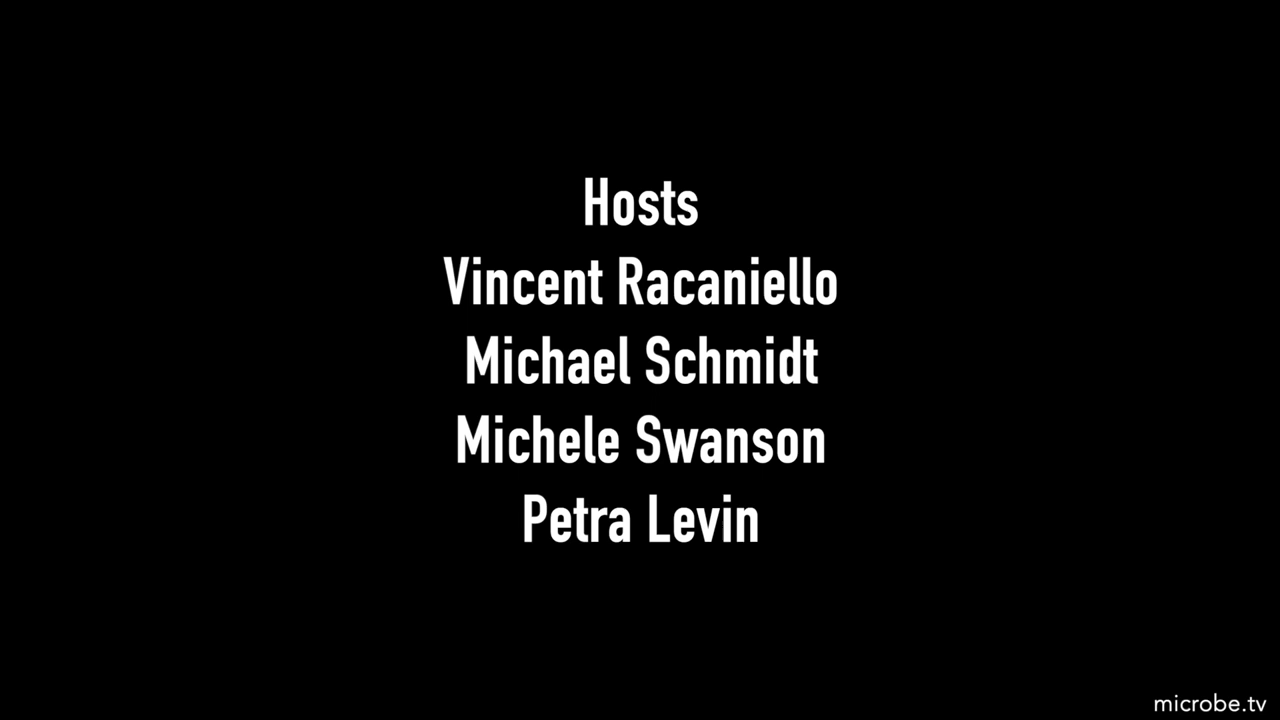 Hosts
Vincent Racaniello
Michael Schmidt
Michele Swanson
Petra Levin
microbe.tv